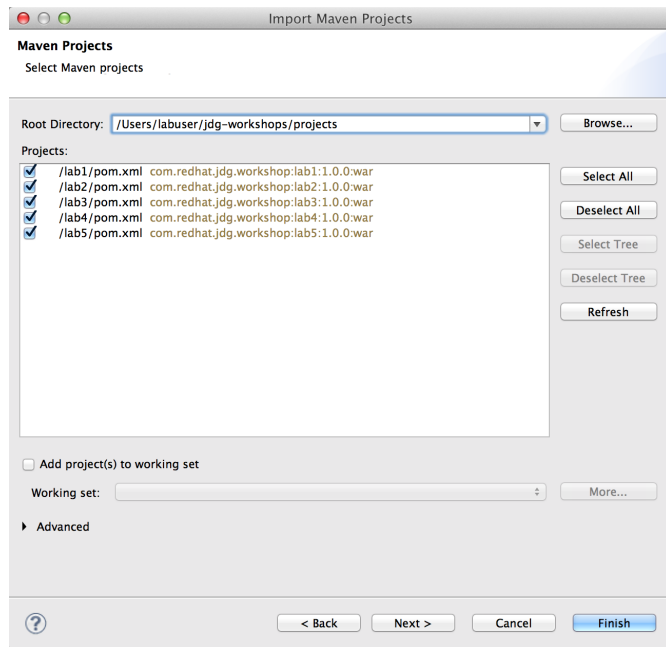 Import Maven Projects
Maven Projects
Select Maven projects
Root Directory: /Users/labuser/jdg-workshops/projects Browse...
Projects:
/lab1/pom.xml com.redhat.jdg.workshop:lab1:1.0.0:war
/lab2/pom.xml com.redhat.jdg.workshop:lab2:1.0.0:war
/lab3/pom.xml com.redhat.jdg.workshop:lab3:1.0.0:war
/lab4/pom.xml com.redhat.jdg.workshop:lab4:1.0.0:war
/lab5/pom.xml com.redhat.jdg.workshop:lab5:1.0.0:war
Select All
Deselect All
Select Tree
Deselect Tree
Refresh
Add project(s) to working set
Working set: More...
Advanced
? < Back Next > Cancel Finish